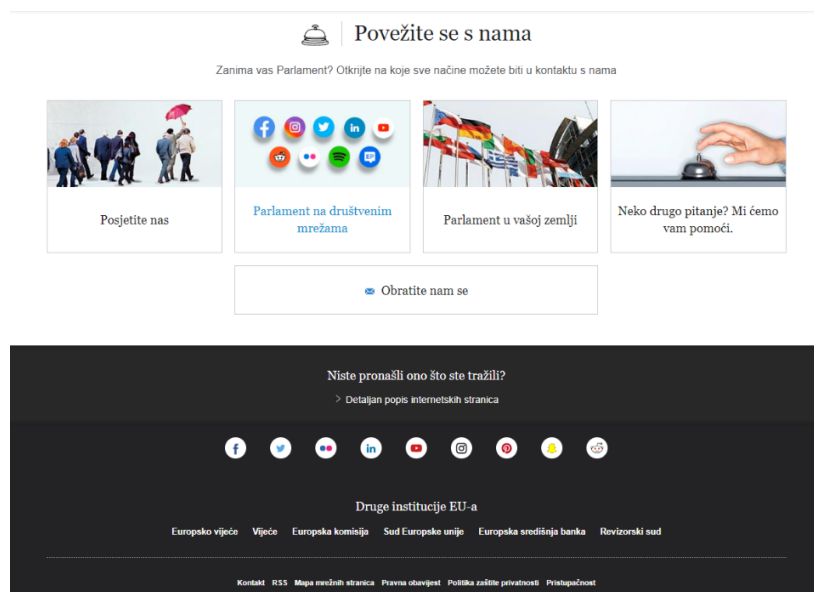 Povežite se s nama
Zanima vas Parlament? Otkrijte na koje sve načine možete biti u kontaktu s nama
Posjetite nas
Parlament na društvenim
mrežama
Parlament u vašoj zemlji
Neko drugo pitanje? Mi ćemo
vam pomoći.
Obratite nam se
Niste pronašli ono što ste tražili?
> Detaljan popis internetskih stranica
Druge institucije EU-a
Europsko vijeće Vijeće Europska komisija Sud Europske unije Europska središnja banka Revizorski sud
Kontakt RSS Mapa mrežnih stranica Pravna obavijest Politika zaštite privatnosti Pristupačnost